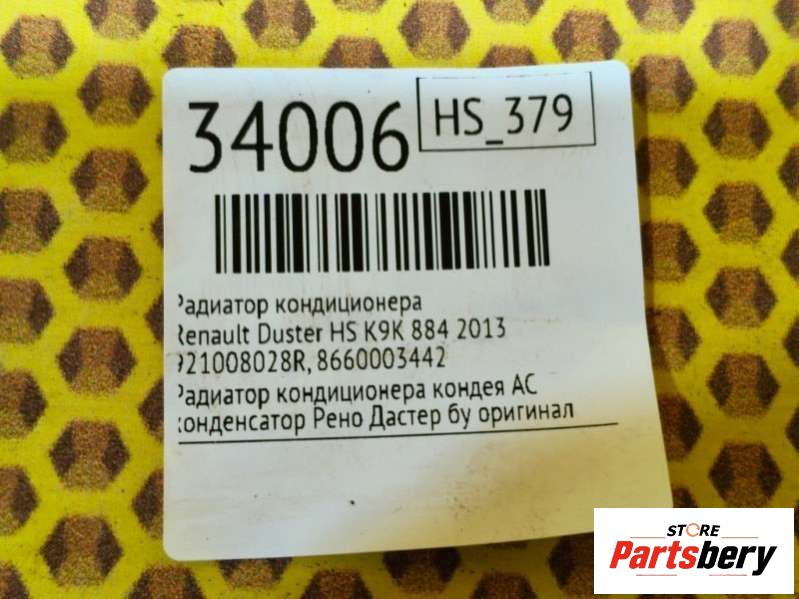 34006
HS_379
Радиатор кондиционера
Renault Duster HS K9K 884 2013
921008028R, 8660003442
Радиатор кондиционера кондея AC
конденсатор Рено Дастер бу оригинал
STORE
Partsbery